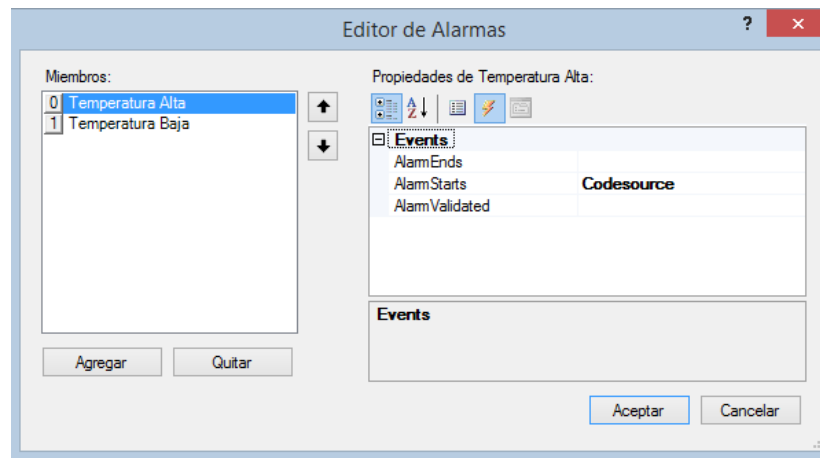 Editor de Alarmas
?
Miembros:
0 Temperatura Alta
1 Temperatura Baja
Agregar Quitar
Propiedades de Temperatura Alta:
Events
AlarmEnds
AlarmStarts Codesource
AlarmValidated
Events
Aceptar Cancelar